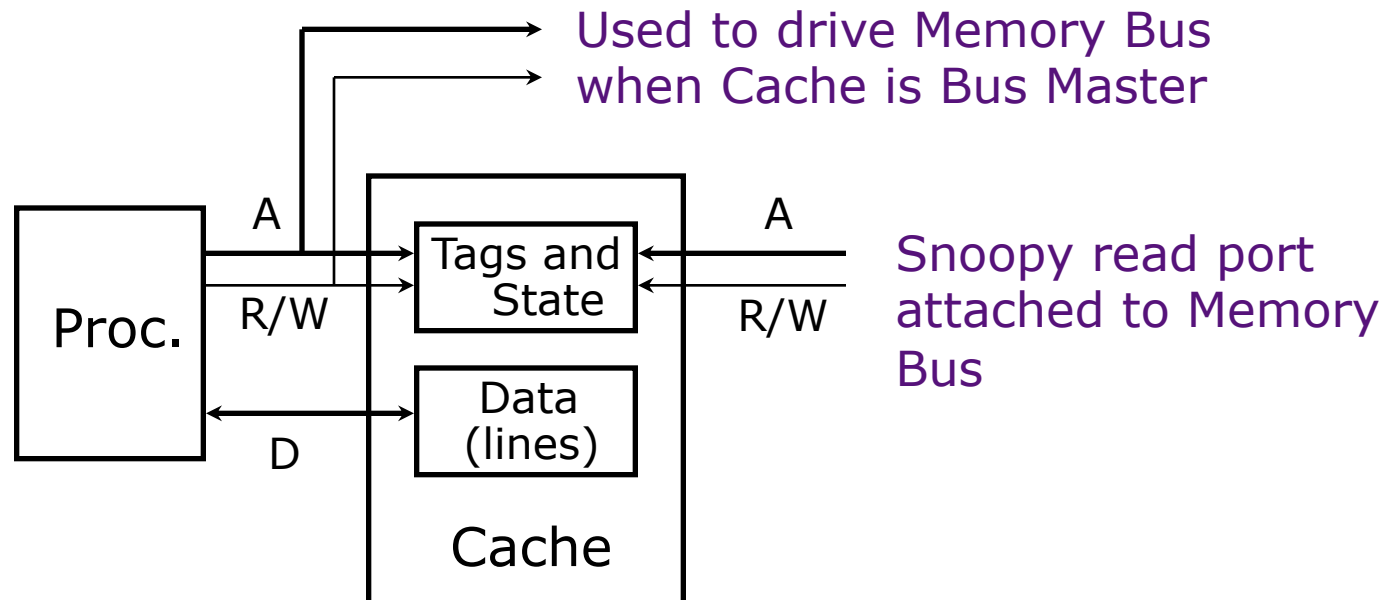 Used to drive Memory Bus
when Cache is Bus Master
A
A
Tags and
State
R/W
R/W
Snoopy read port
attached to Memory
Bus
Proc.
Data
(lines)
D
Cache